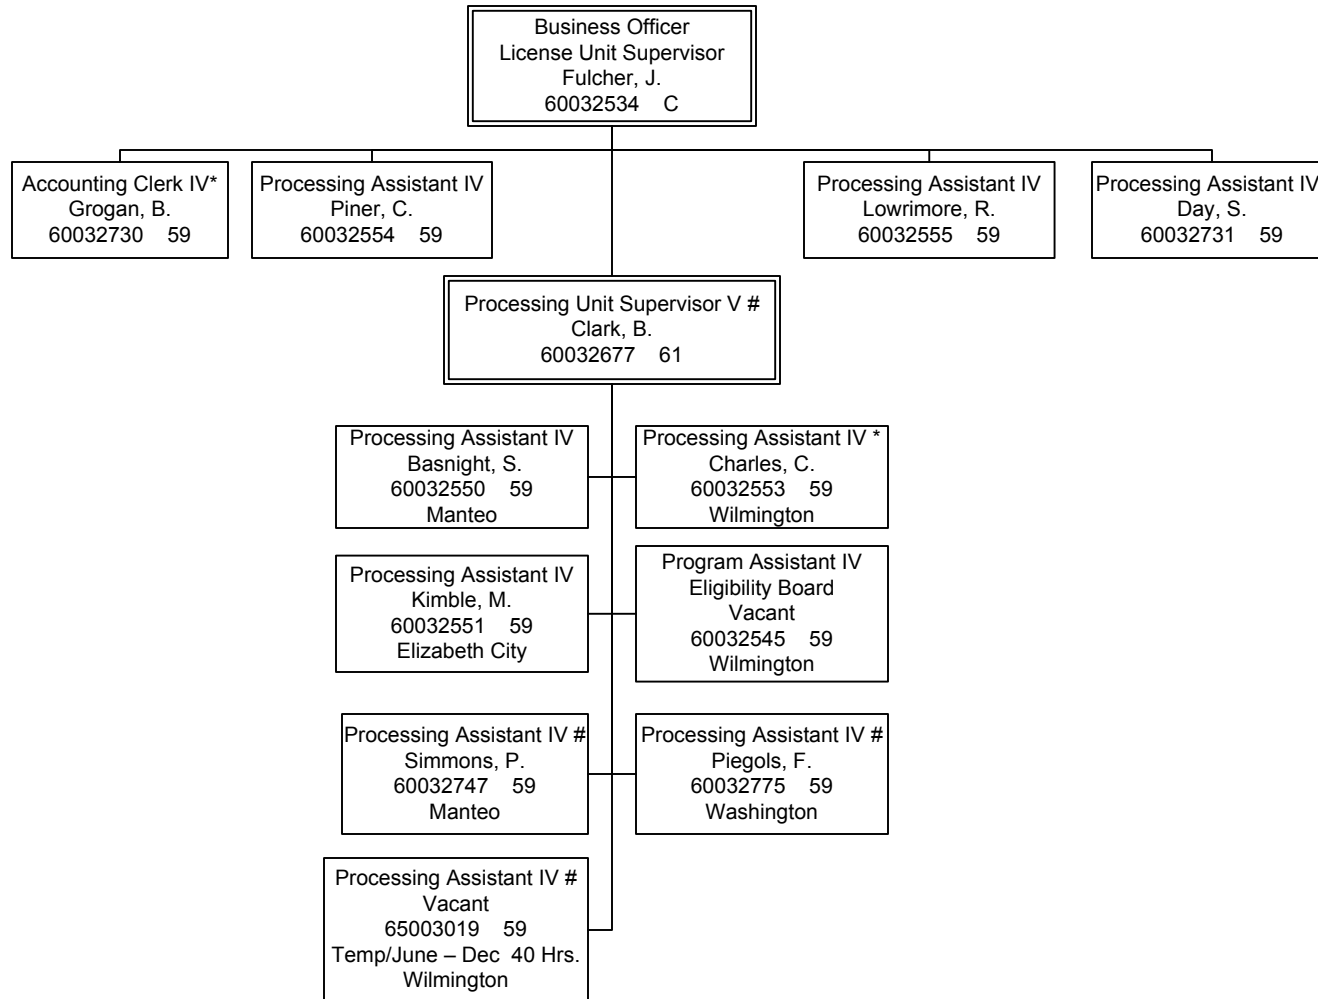 Business Officer
License Unit Supervisor
Fulcher, J.
60032534 C
Accounting Clerk IV*
Grogan, B.
60032730 59
Processing Assistant IV
Piner, C.
60032554 59
Processing Assistant IV
Lowrimore, R.
60032555 59
Processing Assistant IV
Day, S.
60032731 59
Processing Unit Supervisor V #
Clark, B.
60032677 61
Processing Assistant IV
Basnight, S.
60032550 59
Manteo
Processing Assistant IV *
Charles, C.
60032553 59
Wilmington
Processing Assistant IV
Kimble, M.
60032551 59
Elizabeth City
Program Assistant IV
Eligibility Board
Vacant
60032545 59
Wilmington
Processing Assistant IV #
Simmons, P.
60032747 59
Manteo
Processing Assistant IV #
Piegols, F.
60032775 59
Washington
Processing Assistant IV #
Vacant
65003019 59
Temp/June – Dec 40 Hrs.
Wilmington